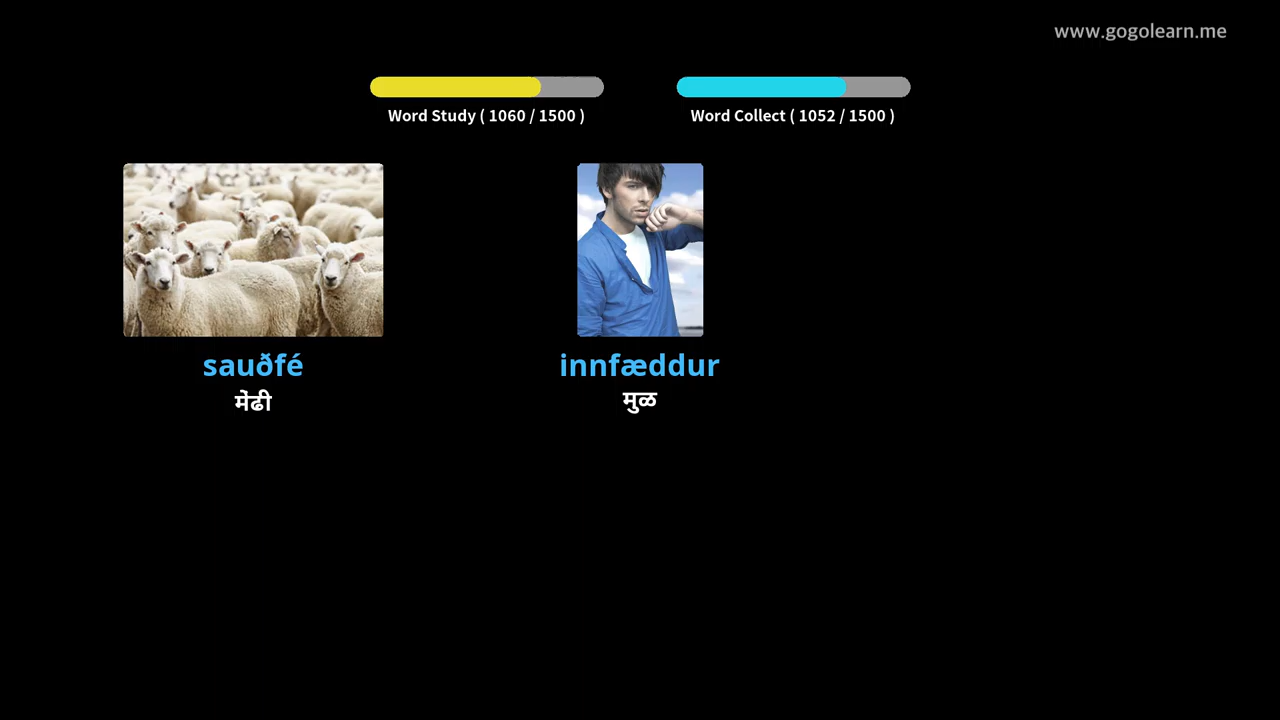 www.gogolearn.me
Word Study ( 1060 / 1500 )
Word Collect ( 1052 / 1500 )
sauðfé
innfæddur
मेंढी
मुळ